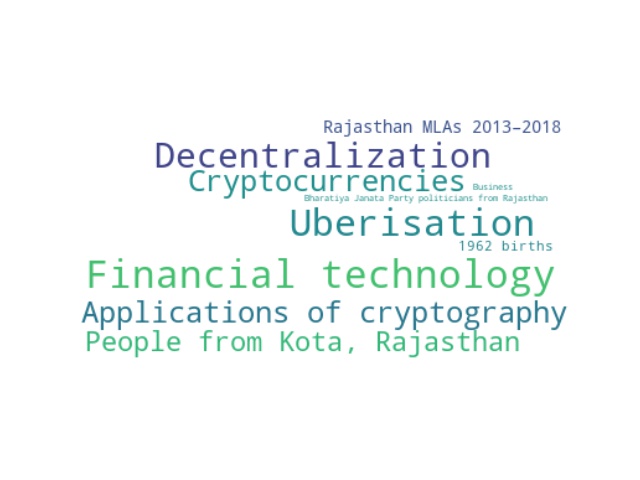 Rajasthan MLAs 2013–2018
Decentralization
Cryptocurrencies
Business
Bharatiya Janata Party politicians from Rajasthan
Uberisation
1962 births
Financial technology
Applications of cryptography
People from Kota, Rajasthan